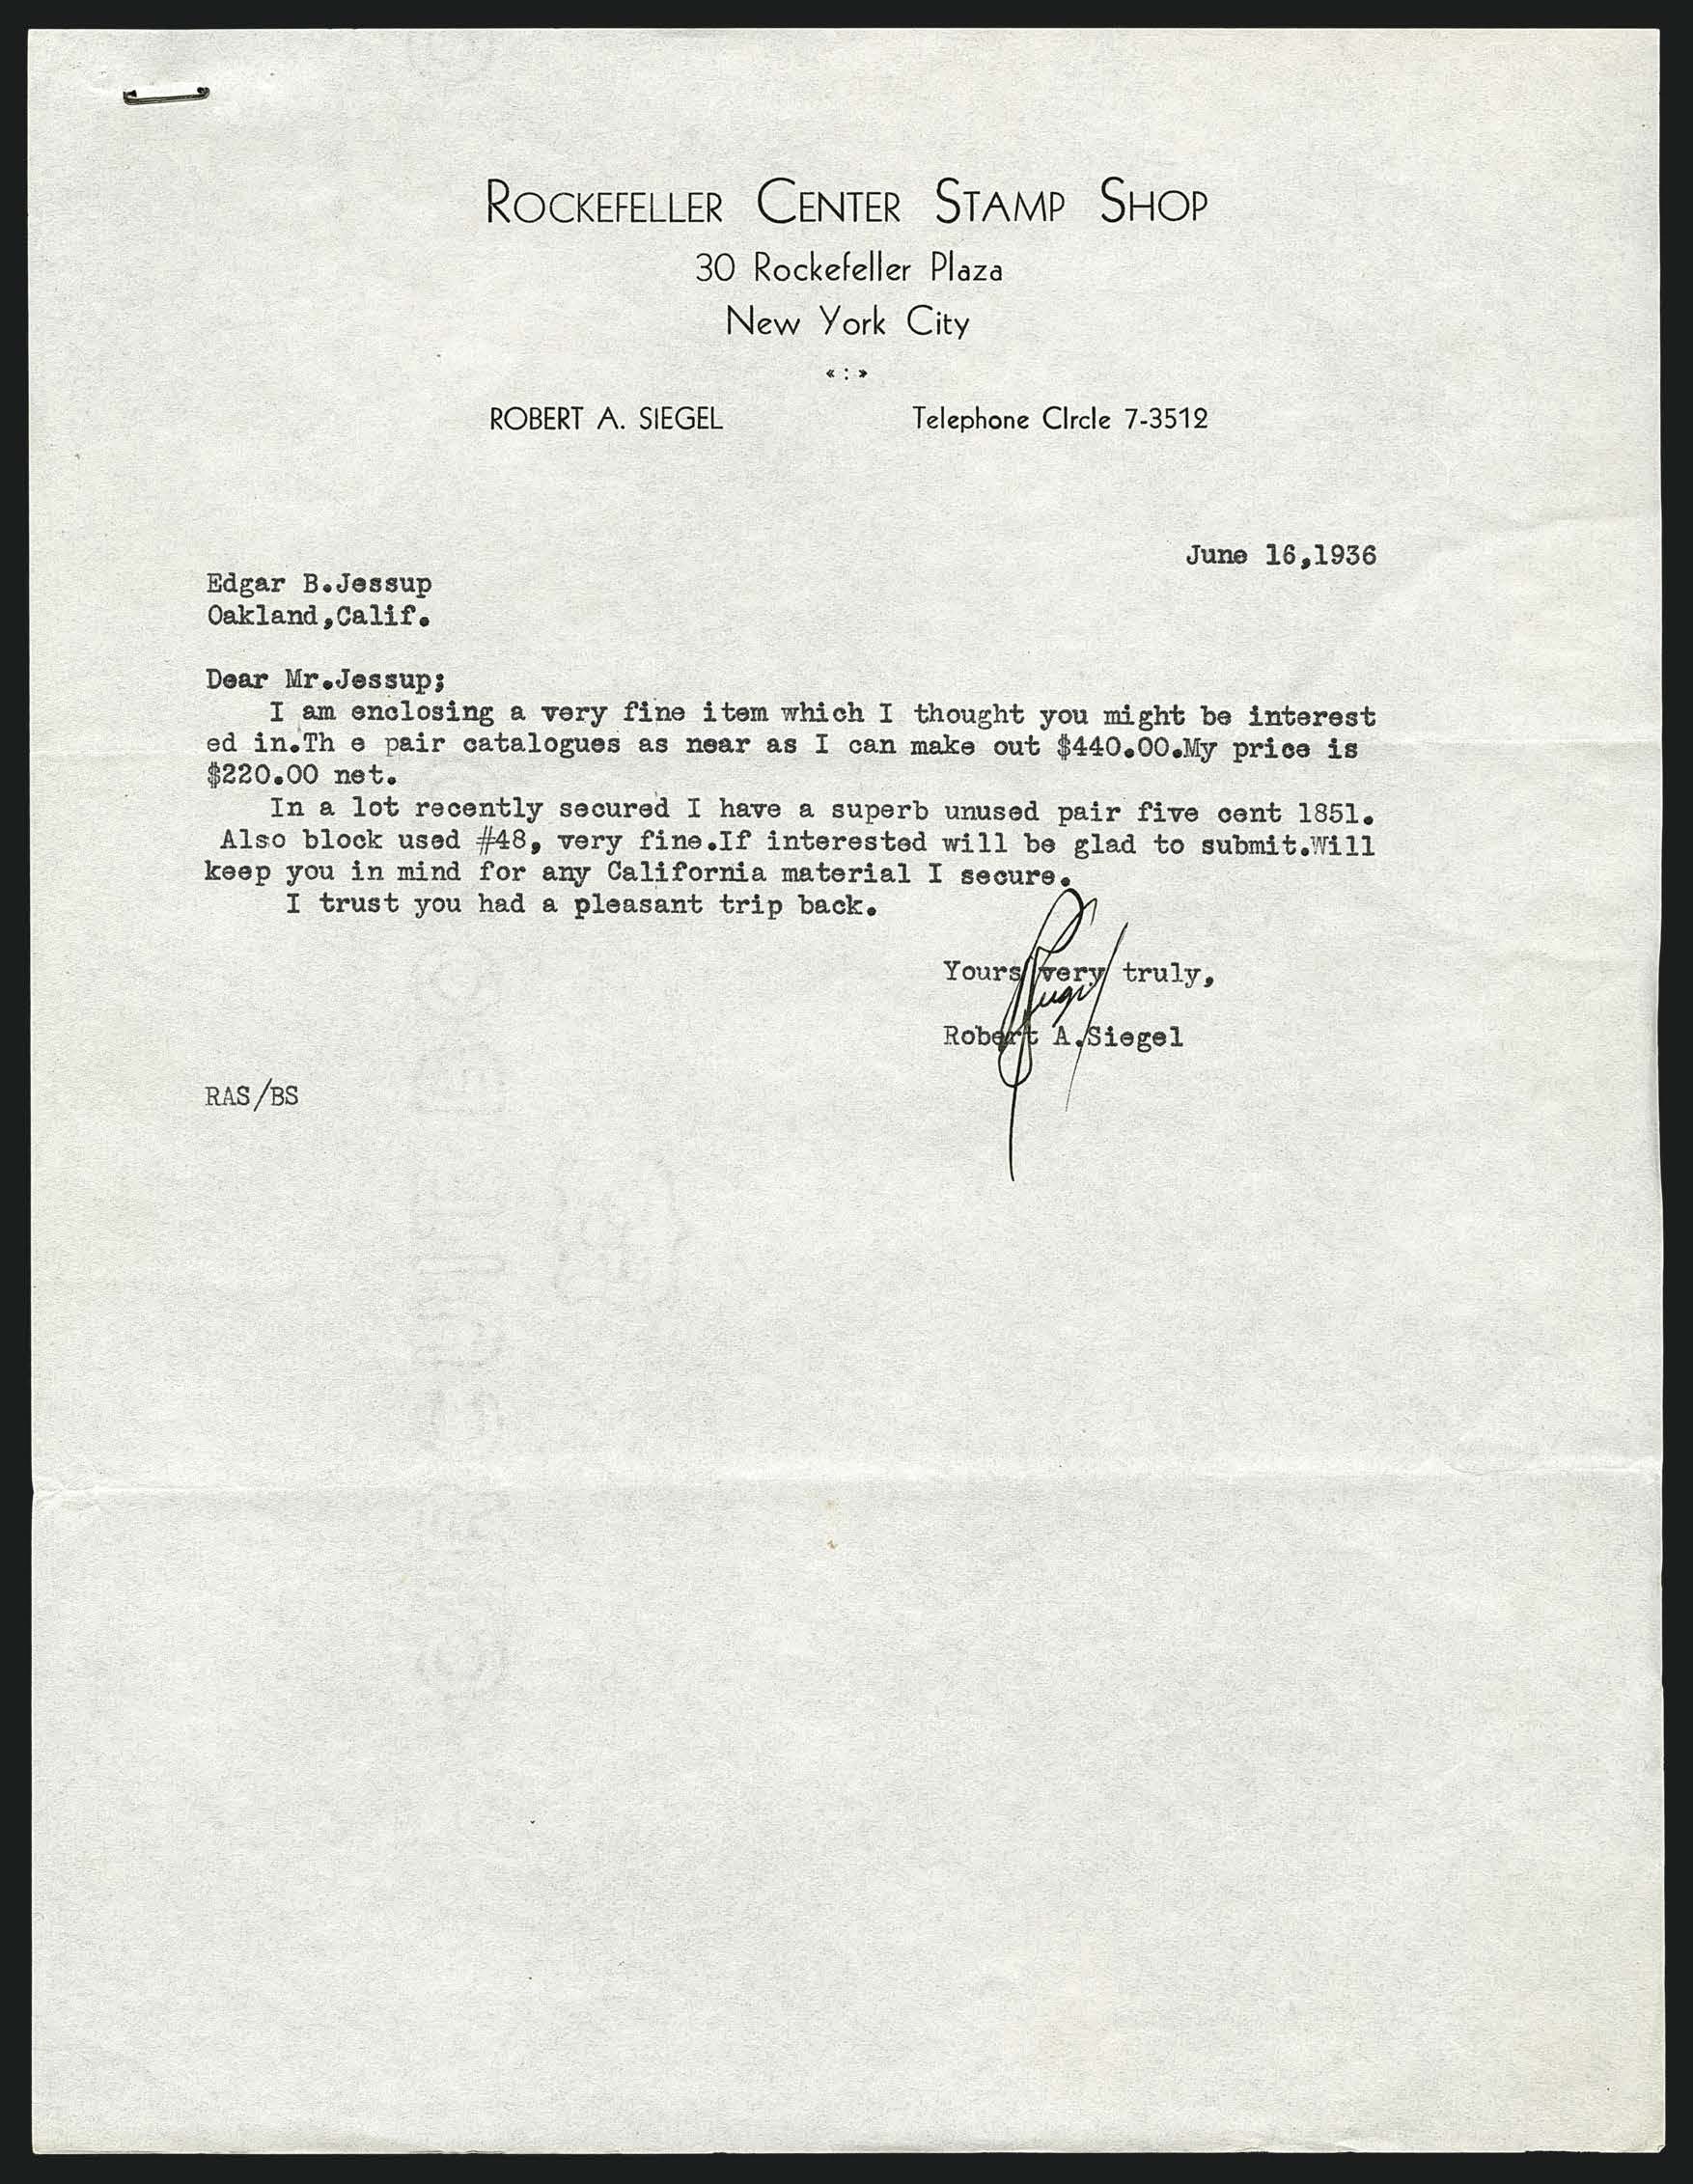 ROCKEFELLER CENTER STAMP SHOP
30 Rockefeller Plaza
New York City
« : »
ROBERT A. SIEGEL Telephone CIrcle 7-3512
June 16,1936
Edgar B.Jessup
Oakland,Calif.
Dear Mr.Jessup;
I am enclosing a very fine item which I thought you might be interest
ed in.Th e pair catalogues as near as I can make out $440.00.My price is
$220.00 net.
In a lot recently secured I have a superb unused pair five cent 1851.
Also block used #48, very fine.If interested will be glad to submit.Will
keep you in mind for any California material I secure.
I trust you had a pleasant trip back.
Yours very truly,
Siegel
Robert A.Siegel
RAS/BS